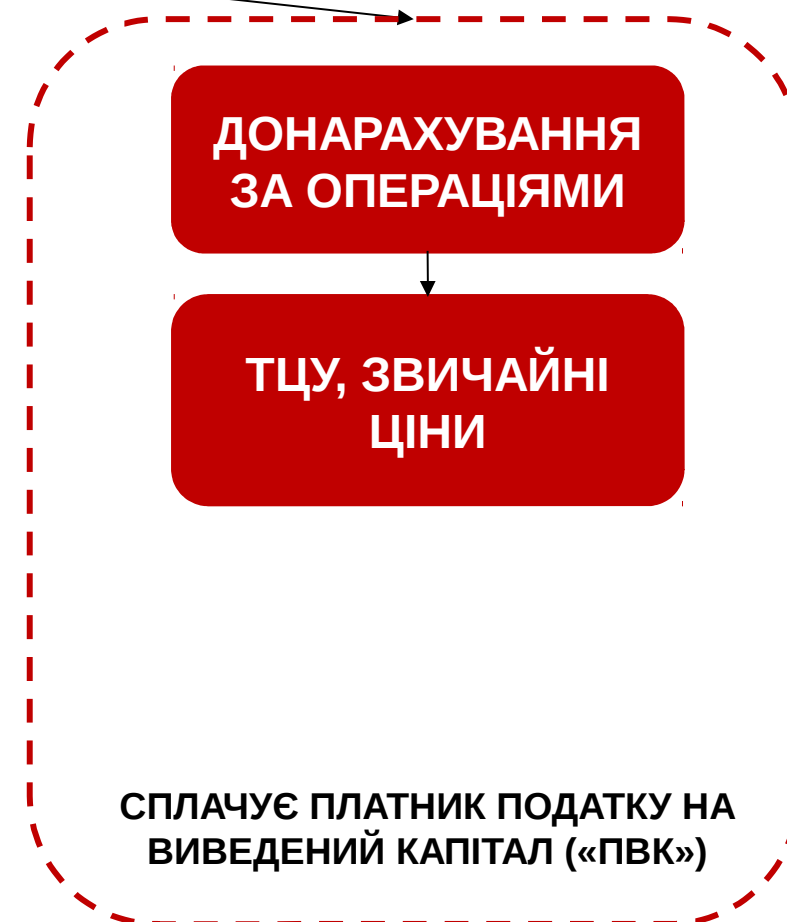 ДОНАРАХУВАННЯ
ЗА ОПЕРАЦІЯМИ
ТЦУ, ЗВИЧАЙНІ
ЦІНИ
СПЛАЧУЄ ПЛАТНИК ПОДАТКУ НА
ВИВЕДЕНИЙ КАПІТАЛ («ПВК»)